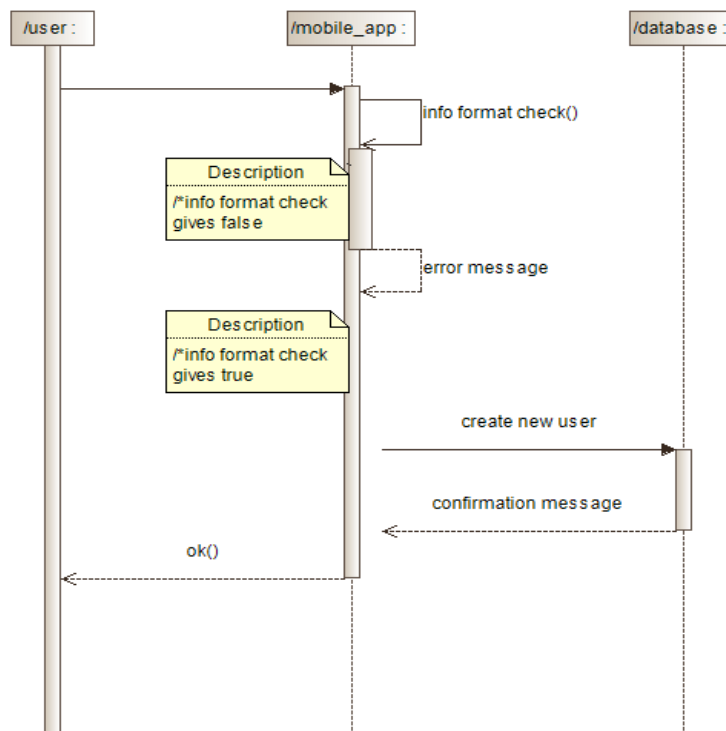 /user :
/mobile_app :
/database :
info format check()
Description
/*info format check
gives false
error message
Description
/*info format check
gives true
create new user
confirmation message
ok()